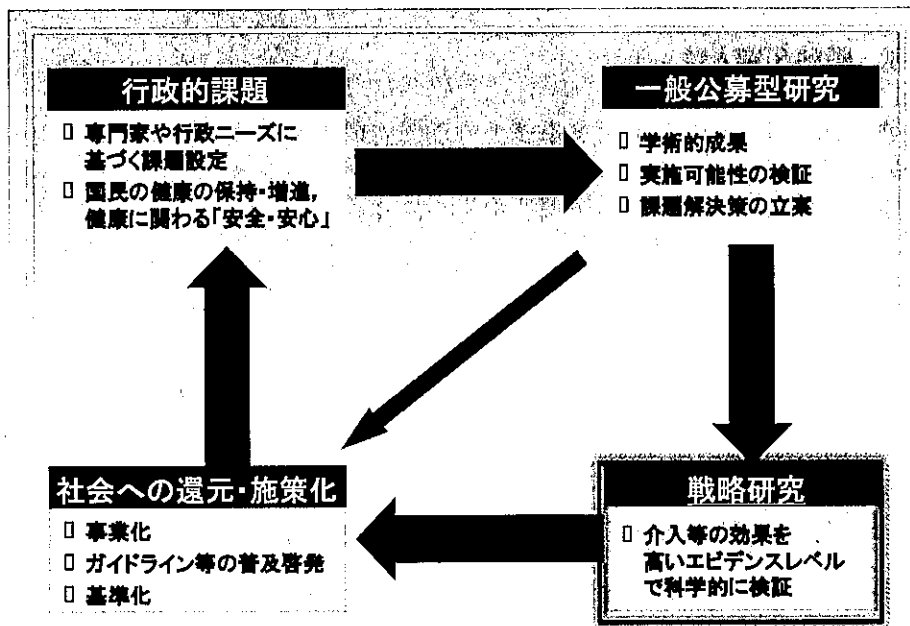 行政的課題
▯ 専門家や行政ニーズに
基づく課題設定
▯ 国民の健康の保持・増進,
健康に関わる「安全・安心」
一般公募型研究
▯ 学術的成果
▯ 実施可能性の検証
▯ 課題解決策の立案
社会への還元・施策化
▯ 事業化
▯ ガイドライン等の普及啓発
▯ 基準化
戦略研究
▯ 介入等の効果を
高いエビデンスレベル
で科学的に検証